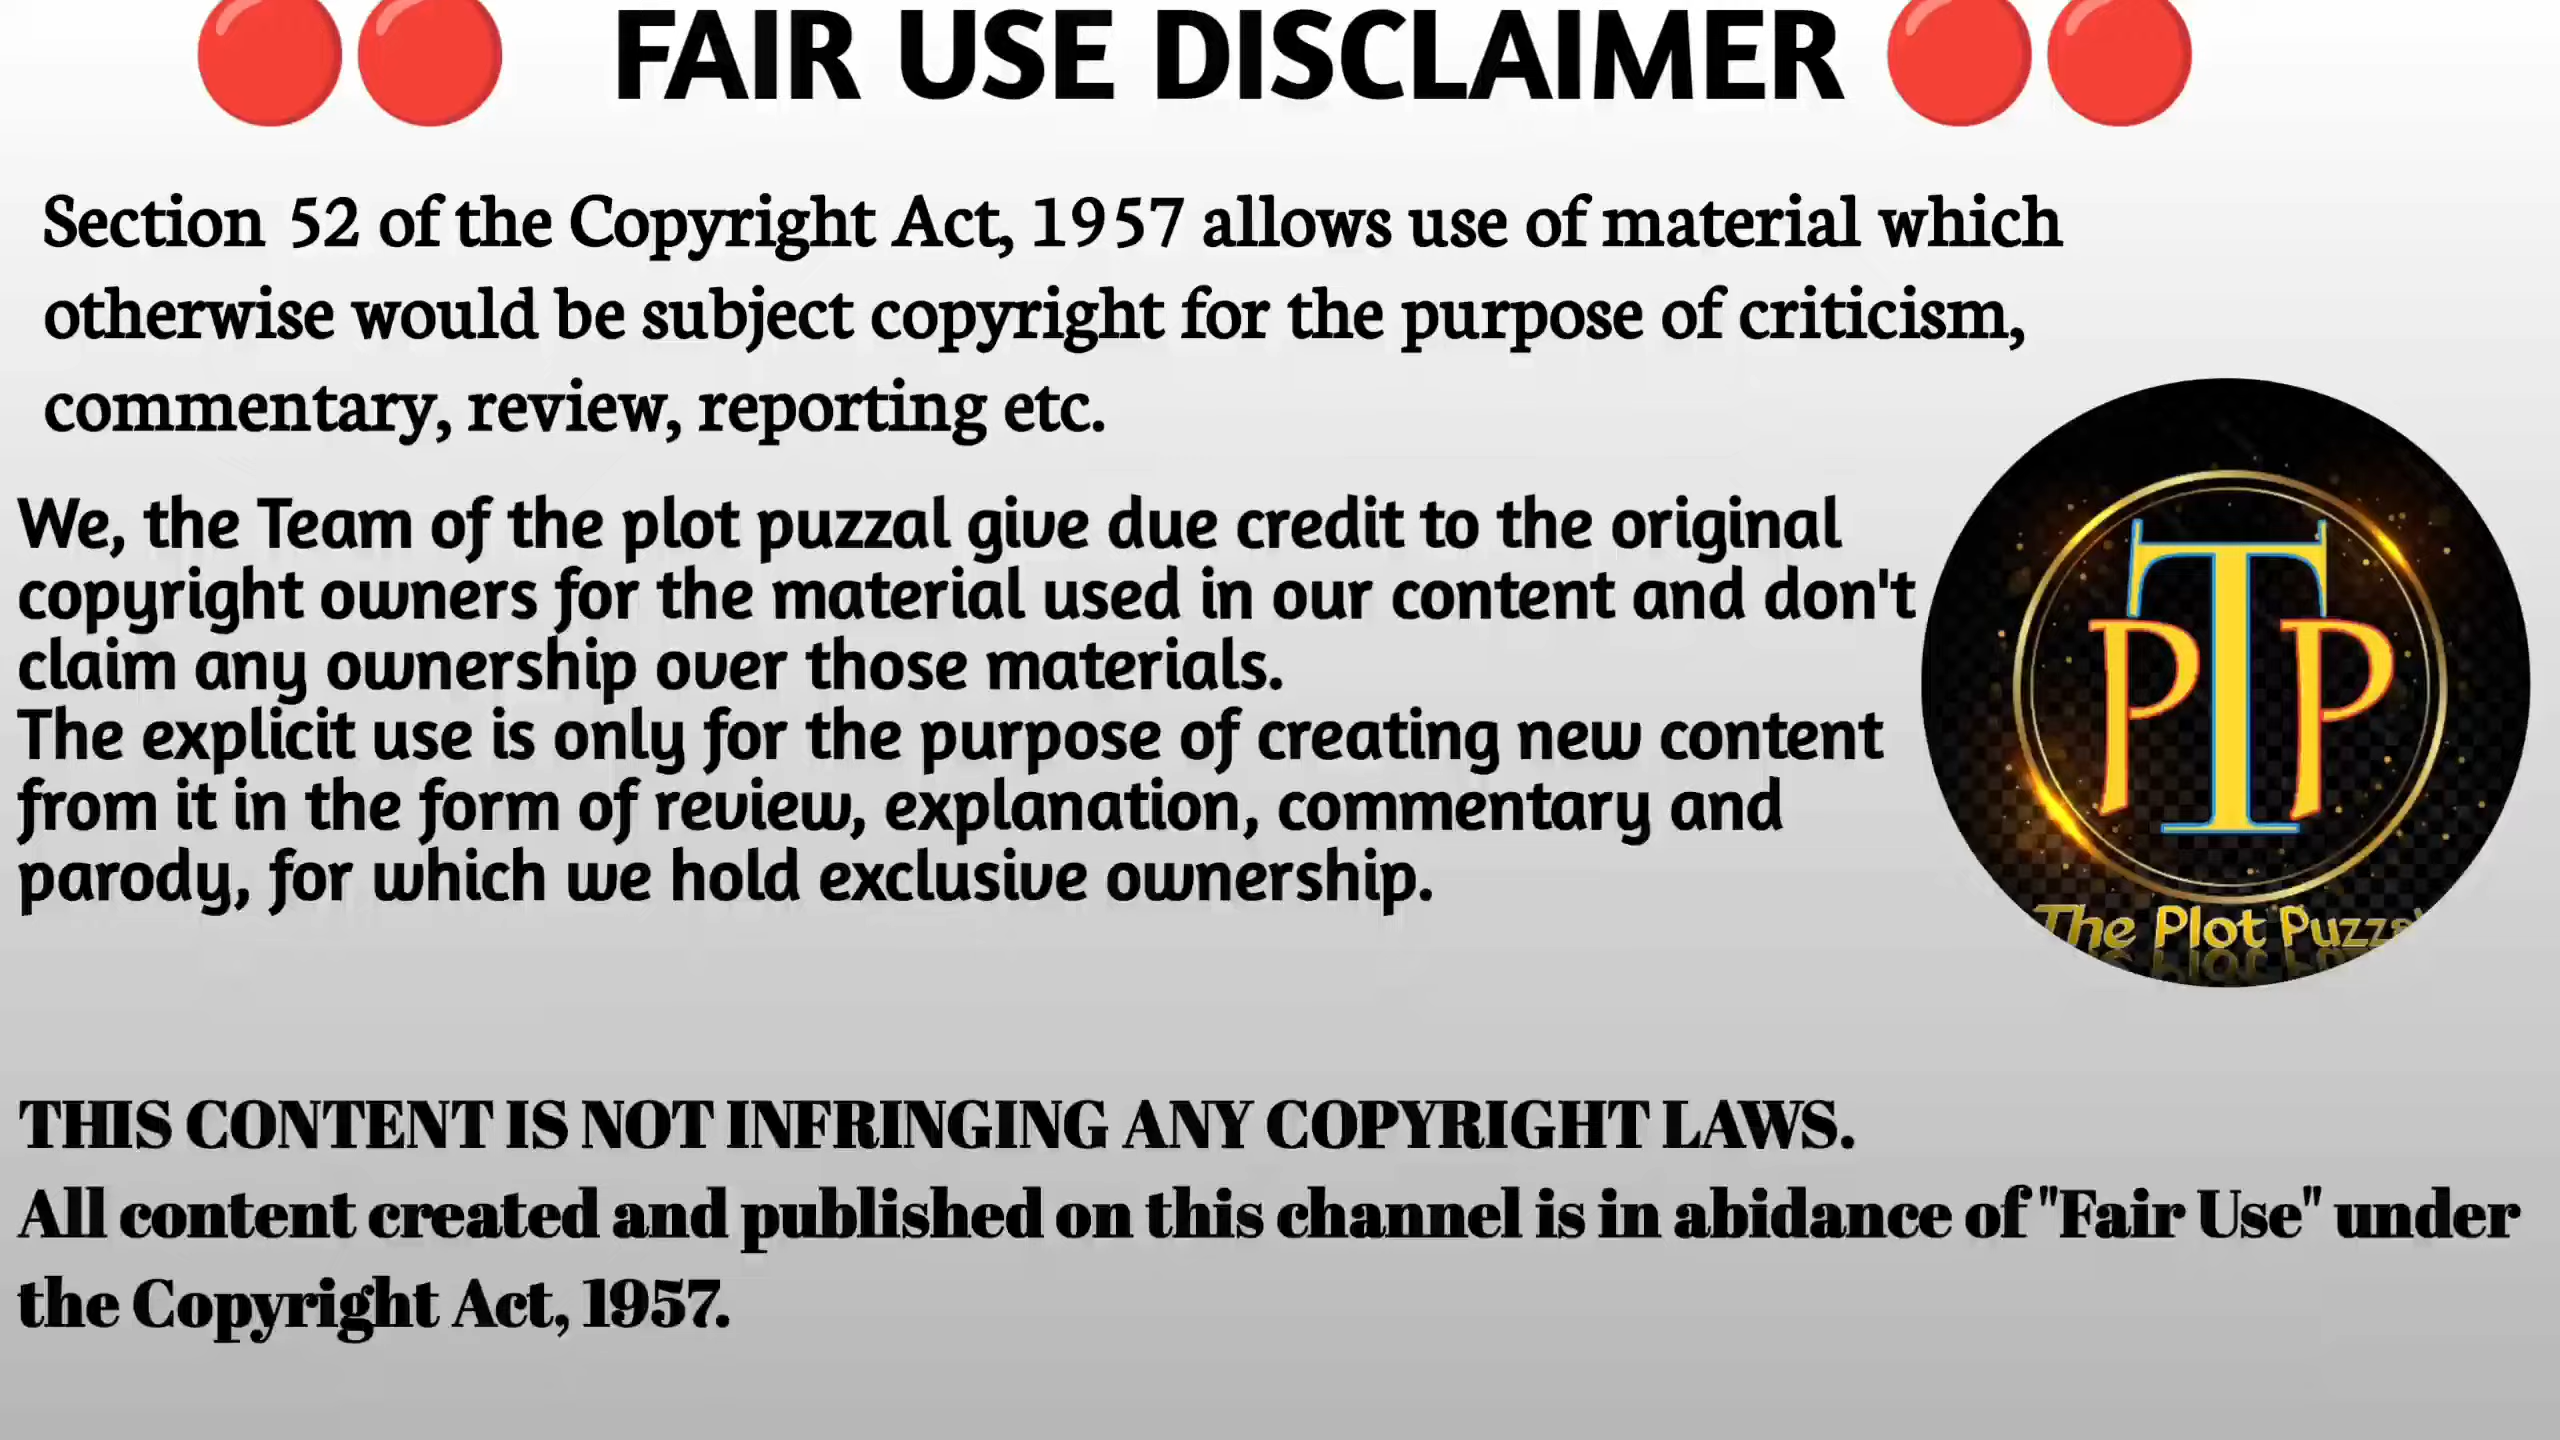 FAIR USE DISCLAIMER
Section 52 of the Copyright Act, 1957 allows use of material which
otherwise would be subject copyright for the purpose of criticism,
commentary, review, reporting etc.
We, the Team of the plot puzzal give due credit to the original
copyright owners for the material used in our content and don't
claim any ownership over those materials.
The explicit use is only for the purpose of creating new content
from it in the form of review, explanation, commentary and
parody, for which we hold exclusive ownership.
PTP
The Plot
THIS CONTENT IS NOT INFRINGING ANY COPYRIGHT LAWS.
All content created and published on this channel is in abidance of "Fair Use" under
the Copyright Act, 1957.